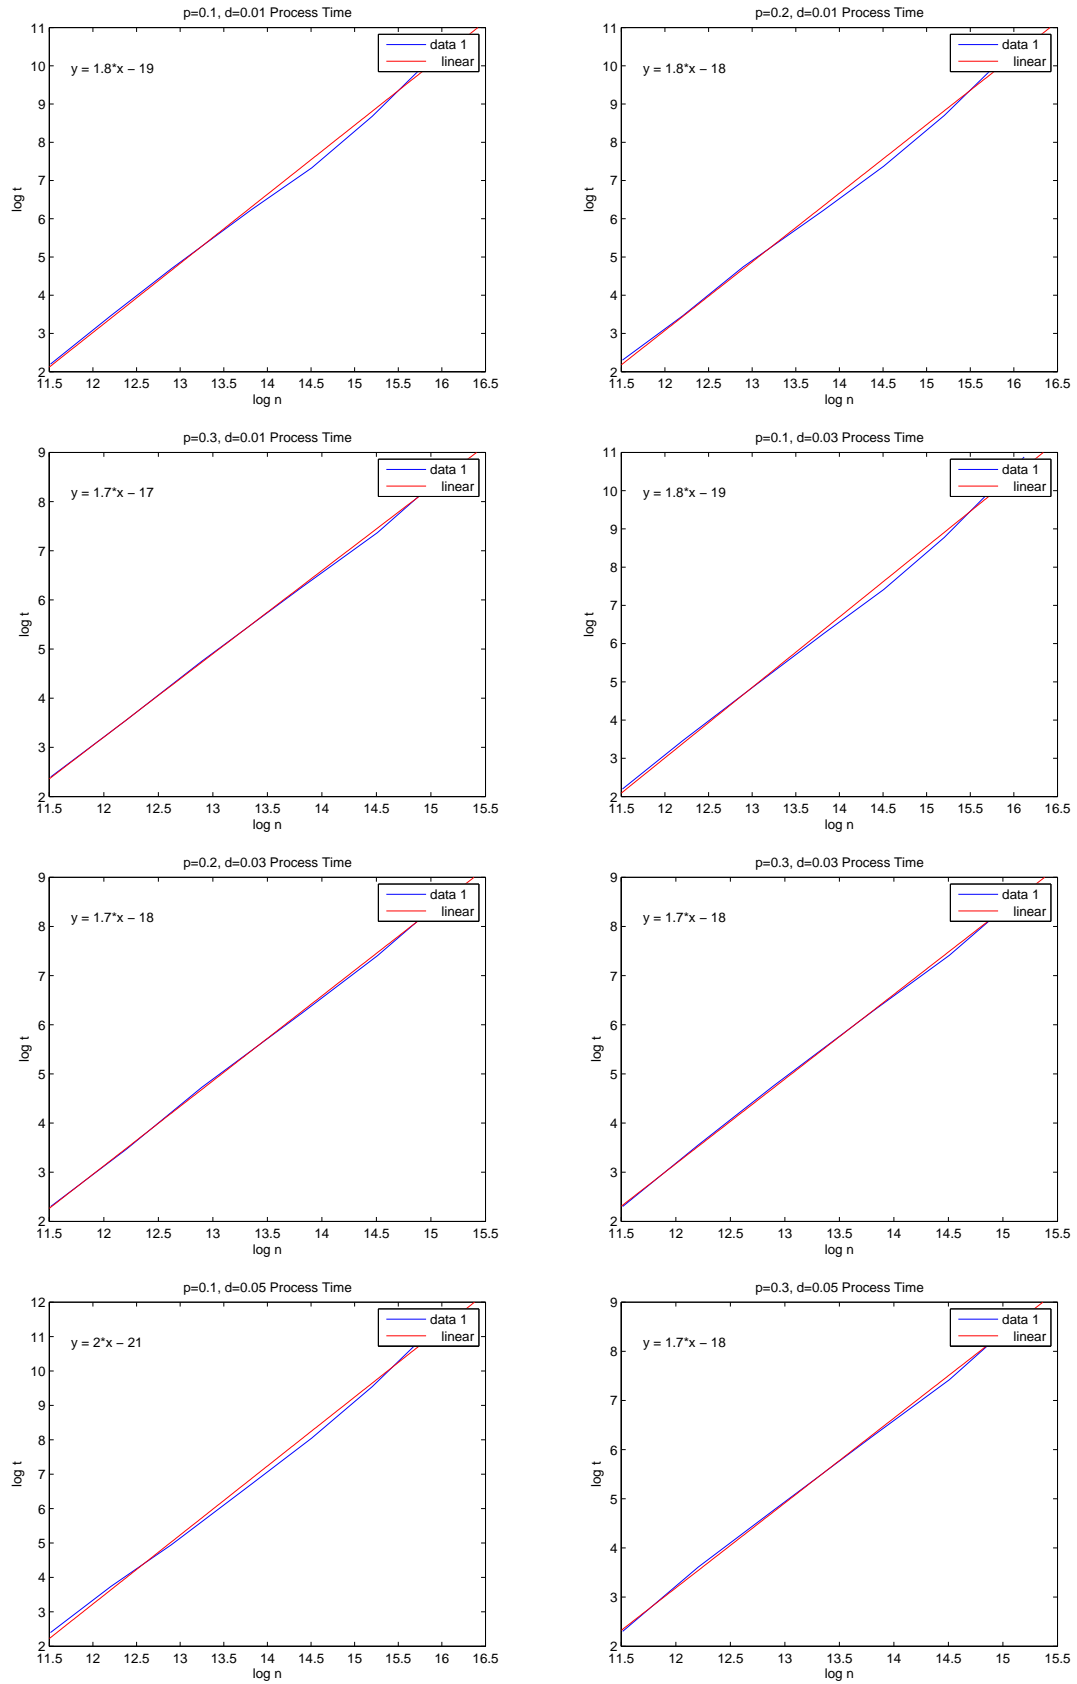 p=0.1, d=0.01 Process Time
11
10
9
8
7
6
5
4
3
2
log t
y = 1.8*x − 19
data 1
linear
11.5 12 12.5 13 13.5 14 14.5 15 15.5 16 16.5
log n
p=0.2, d=0.01 Process Time
11
10
9
8
7
6
5
4
3
2
log t
y = 1.8*x − 18
data 1
linear
11.5 12 12.5 13 13.5 14 14.5 15 15.5 16 16.5
log n
p=0.3, d=0.01 Process Time
9
8
7
6
5
4
3
2
log t
y = 1.7*x − 17
data 1
linear
11.5 12 12.5 13 13.5 14 14.5 15 15.5
log n
p=0.1, d=0.03 Process Time
11
10
9
8
7
6
5
4
3
2
log t
y = 1.8*x − 19
data 1
linear
11.5 12 12.5 13 13.5 14 14.5 15 15.5 16 16.5
log n
p=0.2, d=0.03 Process Time
9
8
7
6
5
4
3
2
log t
y = 1.7*x − 18
data 1
linear
11.5 12 12.5 13 13.5 14 14.5 15 15.5
log n
p=0.3, d=0.03 Process Time
9
8
7
6
5
4
3
2
log t
y = 1.7*x − 18
data 1
linear
11.5 12 12.5 13 13.5 14 14.5 15 15.5
log n
p=0.1, d=0.05 Process Time
12
11
10
9
8
7
6
5
4
3
2
log t
y = 2*x − 21
data 1
linear
11.5 12 12.5 13 13.5 14 14.5 15 15.5 16 16.5
log n
p=0.3, d=0.05 Process Time
9
8
7
6
5
4
3
2
log t
y = 1.7*x − 18
data 1
linear
11.5 12 12.5 13 13.5 14 14.5 15 15.5
log n